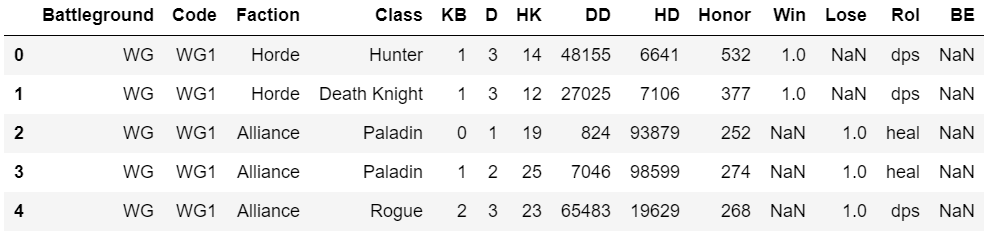 Battleground Code Faction Class KB D HK DD HD Honor Win Lose Rol BE
0 WG WG1 Horde Hunter 1 3 14 48155 6641 532 1.0 NaN dps NaN
1 WG WG1 Horde Death Knight 1 3 12 27025 7106 377 1.0 NaN dps NaN
2 WG WG1 Alliance Paladin 0 1 19 824 93879 252 NaN 1.0 heal NaN
3 WG WG1 Alliance Paladin 1 2 25 7046 98599 274 NaN 1.0 heal NaN
4 WG WG1 Alliance Rogue 2 3 23 65483 19629 268 NaN 1.0 dps NaN